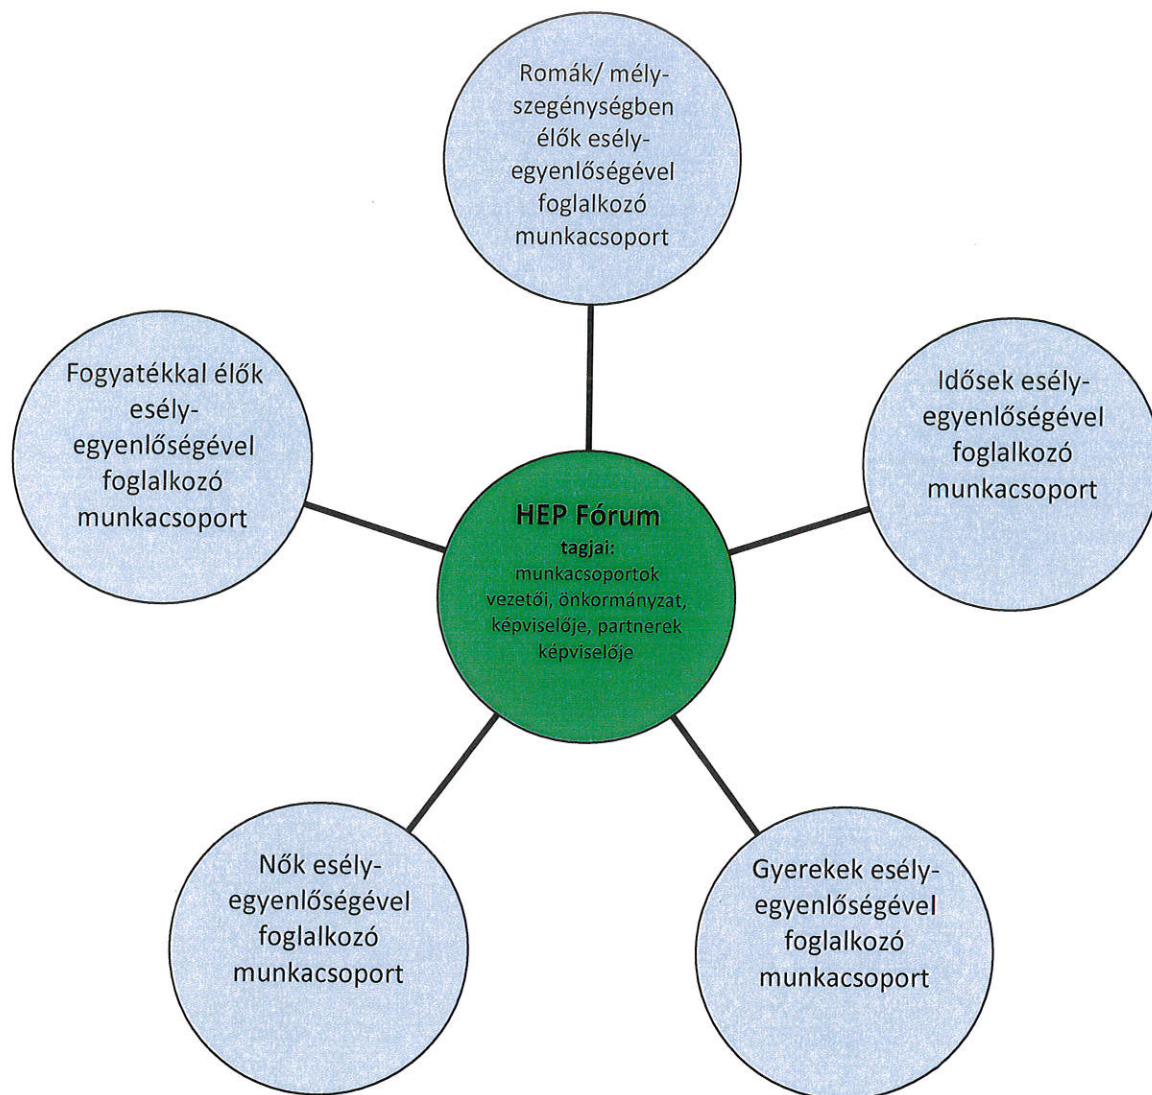 Romák/ mély-
szegénységben
élők esély-
egyenlőségével
foglalkozó
munkacsoport
Fogyatékkal élők
esély-
egyenlőségével
foglalkozó
munkacsoport
Idősek esély-
egyenlőségével
foglalkozó
munkacsoport
HEP Fórum
tagjai:
munkacsoportok
vezetői, önkormányzat,
képviselője, partnerek
képviselője
Nők esély-
egyenlőségével
foglalkozó
munkacsoport
Gyerekek esély-
egyenlőségével
foglalkozó
munkacsoport